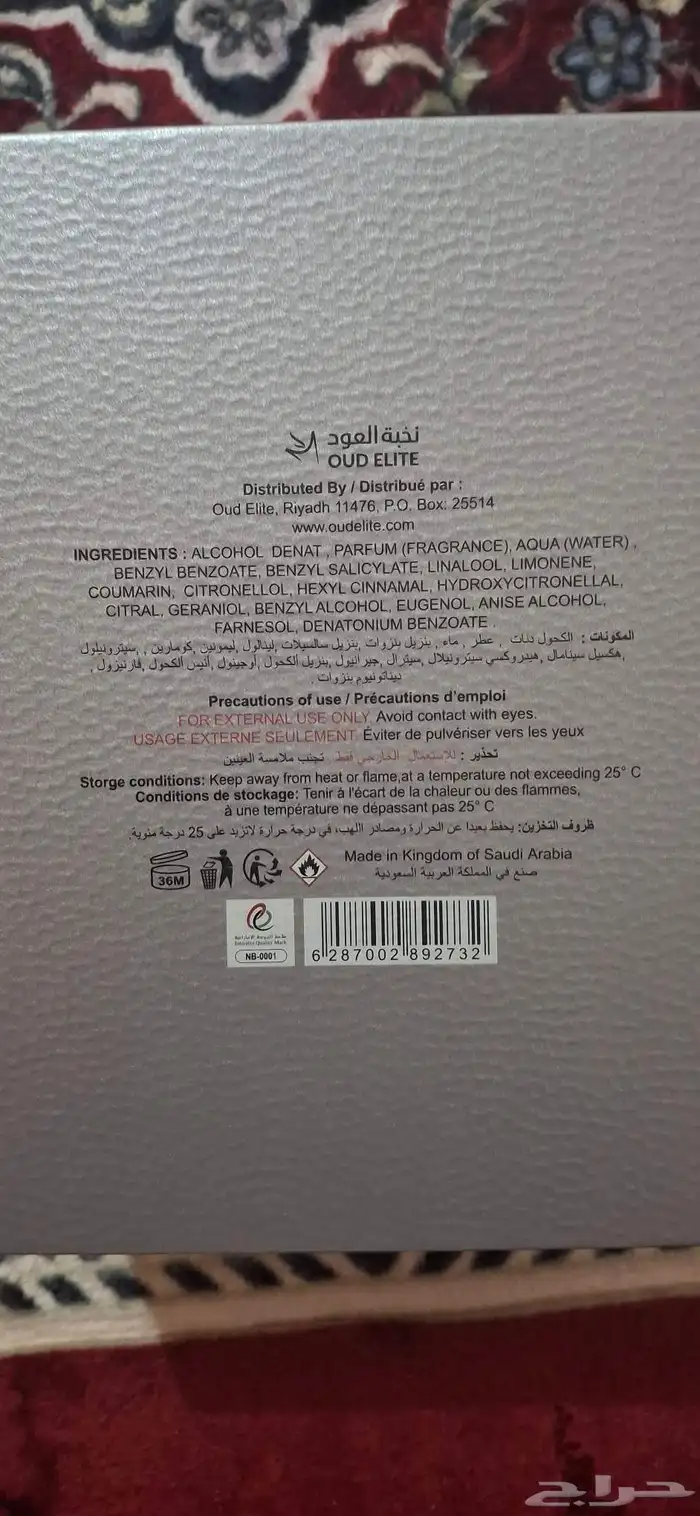 نخبة العود
OUD ELITE
Distributed By / Distribué par :
Oud Elite, Riyadh 11476, P.O. Box: 25514
www.oudelite.com
INGREDIENTS : ALCOHOL DENAT , PARFUM (FRAGRANCE), AQUA (WATER) ,
BENZYL BENZOATE, BENZYL SALICYLATE, LINALOOL, LIMONENE,
COUMARIN, CITRONELLOL, HEXYL CINNAMAL, HYDROXYCITRONELLAL,
CITRAL, GERANIOL, BENZYL ALCOHOL, EUGENOL, ANISE ALCOHOL,
FARNESOL, DENATONIUM BENZOATE .
المكونات : الكحول دنات , عطر , ماء , بنزيل بنزوات , بنزيل سالسيلات , لينالول , ليمونين , كومارين , , سيترونيلول
, هكسيل سينامال , هيدروكسي سيترونيلال , سيترال , جيرانيول , بنزيل الكحول , أوجينول , أنيس الكحول , فارنيزول ,
ديناتونيوم بنزوات .
Precautions of use / Précautions d'emploi
FOR EXTERNAL USE ONLY Avoid contact with eyes.
USAGE EXTERNE SEULEMENT Éviter de pulvériser vers les yeux
تحذير : للاستعمال الخارجي فقط تجنب ملامسة العينين
Storge conditions: Keep away from heat or flame,at a temperature not exceeding 25° C
Conditions de stockage: Tenir á l'écart de la chaleur ou des flammes,
à une température ne dépassant pas 25° C
ظروف التخزين: يحفظ بعيدا عن الحرارة ومصادر اللهب، في درجة حرارة لاتزيد على 25 درجة مئوية.
36M
Made in Kingdom of Saudi Arabia
صنع في المملكة العربية السعودية
Emirates Quality Mark
NB-0001
6 287002 892732
حراج